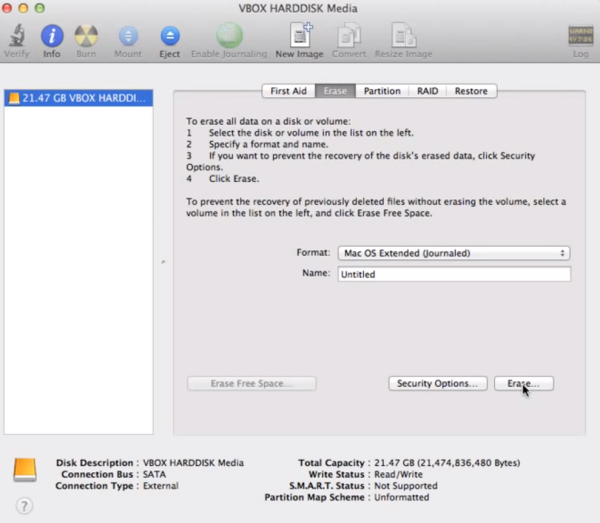 VBOX HARDDISK Media
Verify Info Burn Mount Eject Enable Journaling New Image Convert Resize Image Log
21.47 GB VBOX HARDDI...
First Aid Erase Partition RAID Restore
To erase all data on a disk or volume:
1 Select the disk or volume in the list on the left.
2 Specify a format and name.
3 If you want to prevent the recovery of the disk's erased data, click Security
Options.
4 Click Erase.
To prevent the recovery of previously deleted files without erasing the volume, select a
volume in the list on the left, and click Erase Free Space.
Format: Mac OS Extended (Journaled)
Name: Untitled
Erase Free Space... Security Options... Erase...
Disk Description : VBOX HARDDISK Media Total Capacity : 21.47 GB (21,474,836,480 Bytes)
Connection Bus : SATA Write Status : Read/Write
Connection Type : External S.M.A.R.T. Status : Not Supported
Partition Map Scheme : Unformatted
?